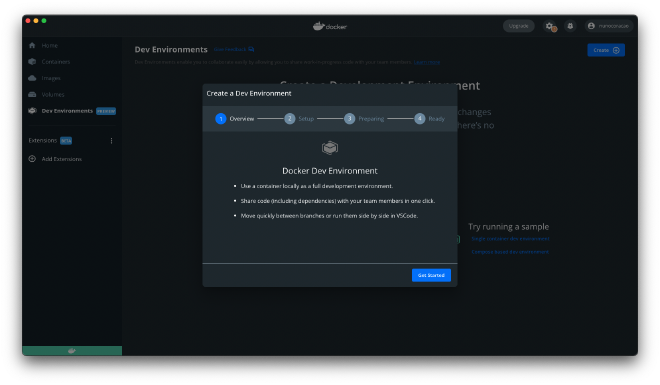 docker
Upgrade
Home
Containers
Images
Volumes
Dev Environments
Extensions BETA
Add Extensions
Dev Environments
Create
Create a Development Environment
changes
here's no
Try running a sample
Create a Dev Environment
1 Overview
2 Setup
3 Preparing
4 Ready
Docker Dev Environment
Use a container locally as a full development environment.
Share code (including dependencies) with your team members in one click.
Move quickly between branches or run them side by side in VSCode.
Get Started